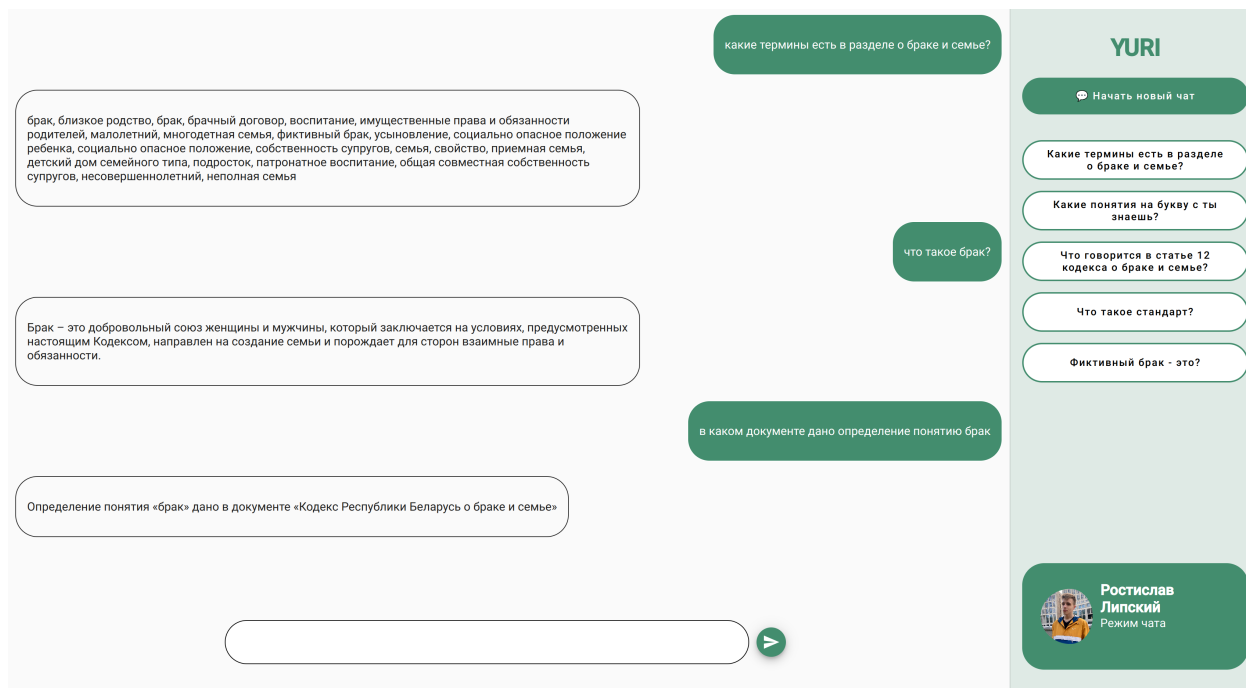 какие термины есть в разделе о браке и семье?
брак, близкое родство, брак, брачный договор, воспитание, имущественные права и обязанности
родителей, малолетний, многодетная семья, фиктивный брак, усыновление, социально опасное положение
ребенка, социально опасное положение, собственность супругов, семья, свойство, приемная семья,
детский дом семейного типа, подросток, патронатное воспитание, общая совместная собственность
супругов, несовершеннолетний, неполная семья
что такое брак?
Брак – это добровольный союз женщины и мужчины, который заключается на условиях, предусмотренных
настоящим Кодексом, направлен на создание семьи и порождает для сторон взаимные права и
обязанности.
в каком документе дано определение понятию брак
Определение понятия «брак» дано в документе «Кодекс Республики Беларусь о браке и семье»
YURI
Начать новый чат
Какие термины есть в разделе
о браке и семье?
Какие понятия на букву с ты
знаешь?
Что говорится в статье 12
кодекса о браке и семье?
Что такое стандарт?
Фиктивный брак - это?
Ростислав
Липский
Режим чата